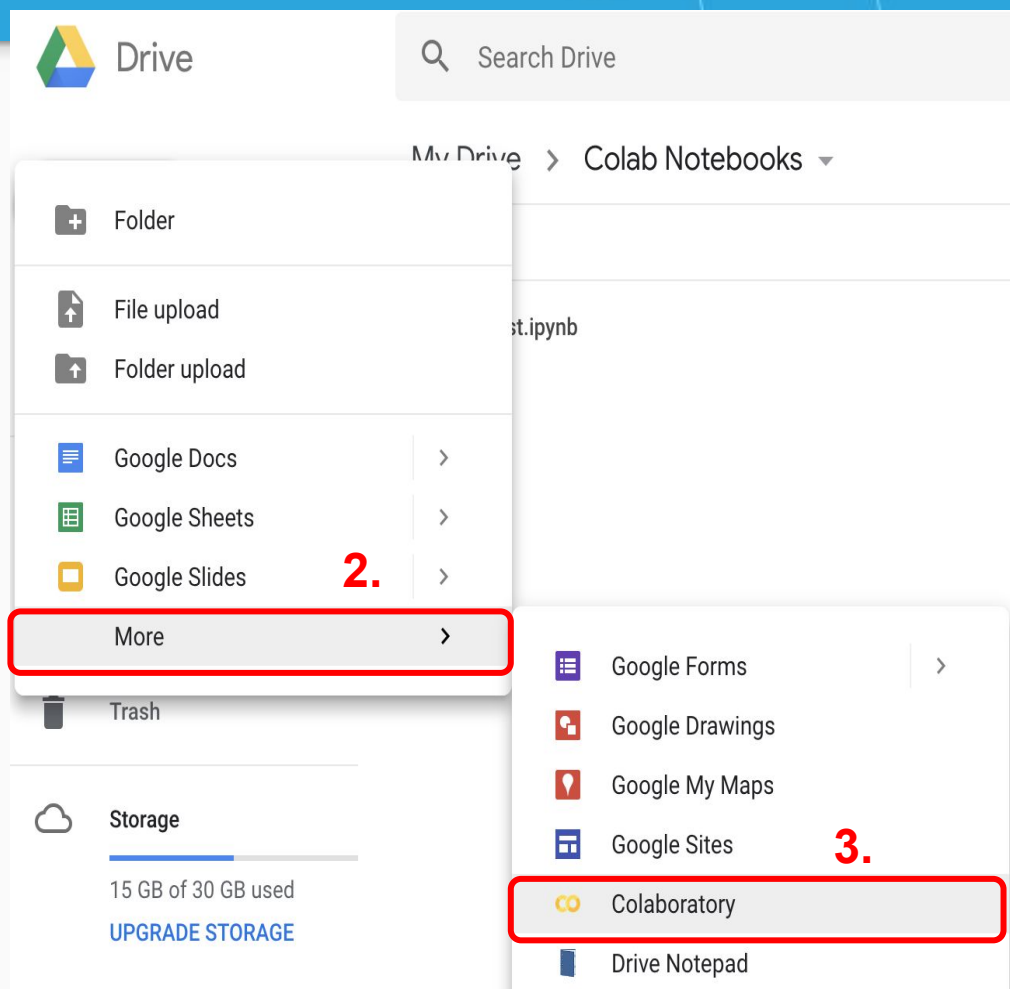 Drive
Search Drive
My Drive > Colab Notebooks
Folder
File upload
st.ipynb
Folder upload
Google Docs
Google Sheets
Google Slides
2.
More
Google Forms
Trash
Google Drawings
Google My Maps
Storage
Google Sites
3.
15 GB of 30 GB used
Colaboratory
UPGRADE STORAGE
Drive Notepad